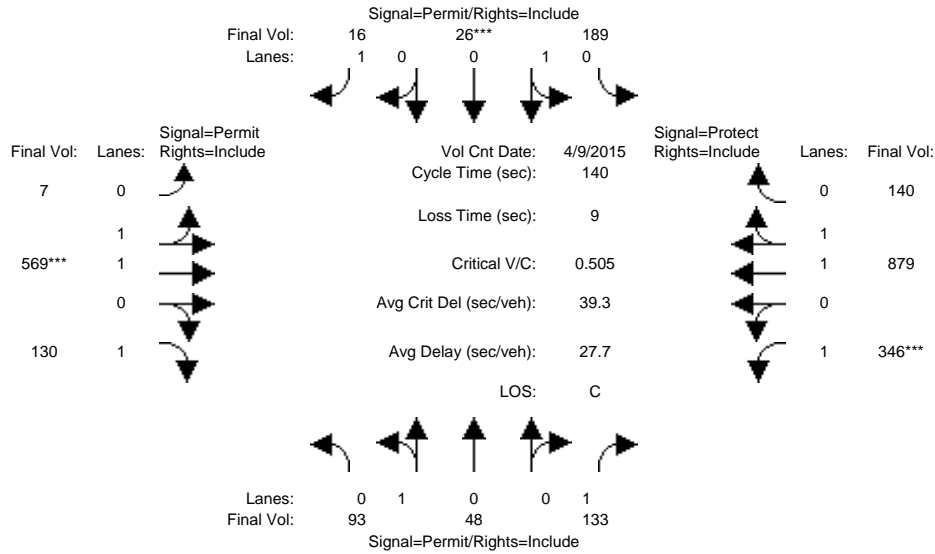 Signal=Permit/Rights=Include
Final Vol: 16 26*** 189
Lanes: 1 0 0 1 0
Signal=Permit Signal=Protect
Final Vol: Lanes: Rights=Include Vol Cnt Date: 4/9/2015 Rights=Include Lanes: Final Vol:
Cycle Time (sec): 140
7 0 0 140
Loss Time (sec): 9
1 1
569*** 1 Critical V/C: 0.505 1 879
0 Avg Crit Del (sec/veh): 39.3 0
130 1 Avg Delay (sec/veh): 27.7 1 346***
LOS: C
Lanes: 0 1 0 0 1
Final Vol: 93 48 133
Signal=Permit/Rights=Include